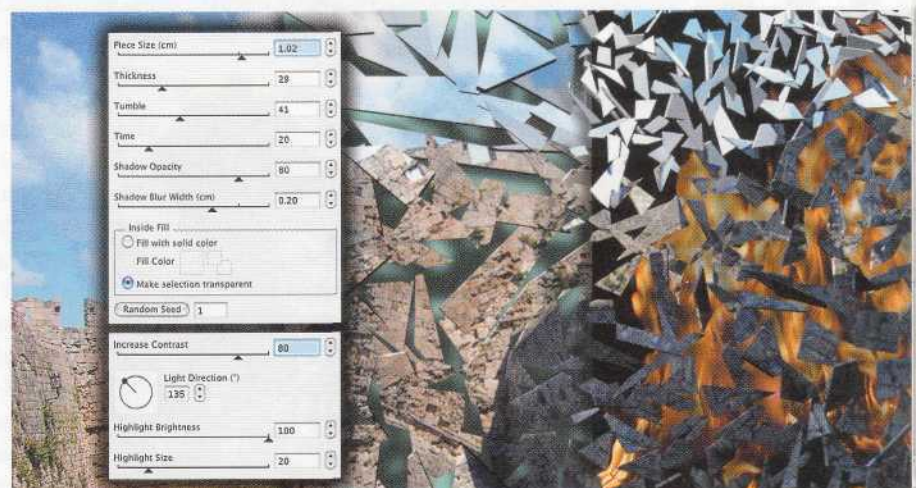 Piece Size (cm)
1.02
Thickness
29
Tumble
41
Time
20
Shadow Opacity
80
Shadow Blur Width (cm)
0.20
Inside Fill
Fill with solid color
Fill Color
Make selection transparent
Random Seed 1
Increase Contrast
80
Light Direction (°)
135
Highlight Brightness
100
Highlight Size
20